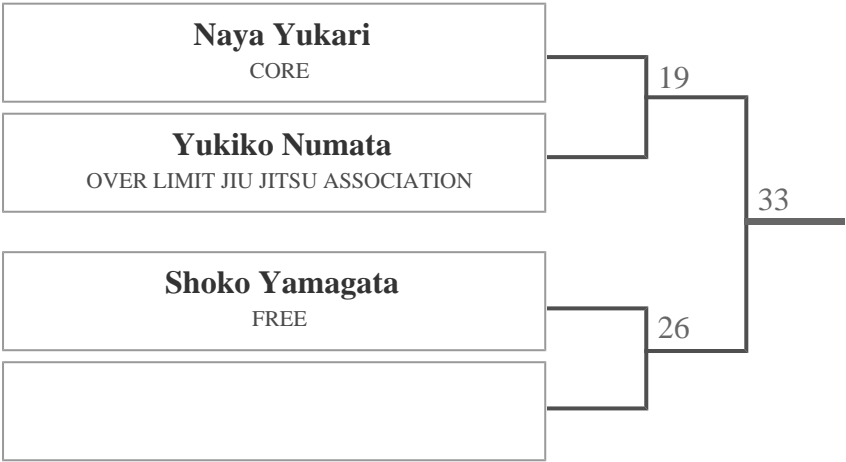 Naya Yukari
CORE
19
Yukiko Numata
OVER LIMIT JIU JITSU ASSOCIATION
33
Shoko Yamagata
FREE
26